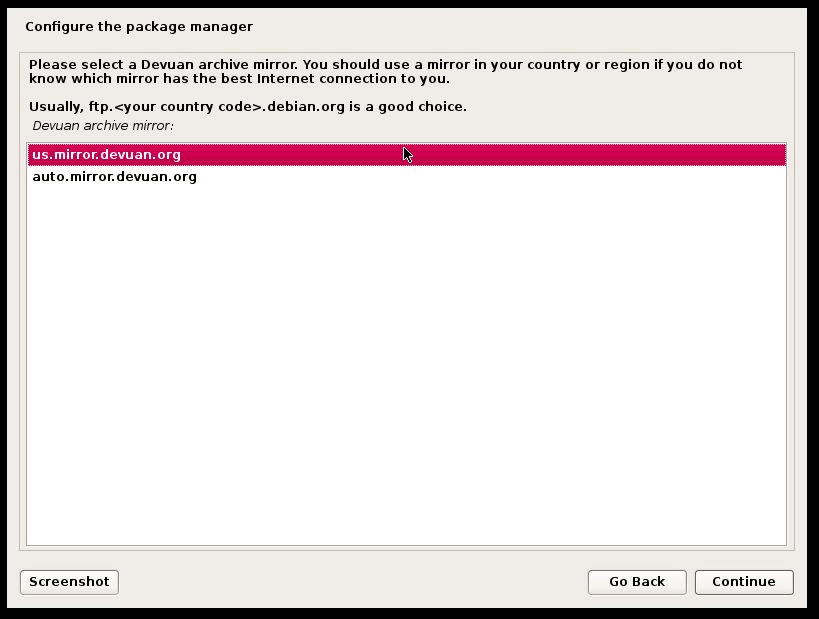 Configure the package manager
Please select a Devuan archive mirror. You should use a mirror in your country or region if you do not
know which mirror has the best Internet connection to you.
Usually, ftp.<your country code>.debian.org is a good choice.
Devuan archive mirror:
us.mirror.devuan.org
auto.mirror.devuan.org
Screenshot
Go Back
Continue